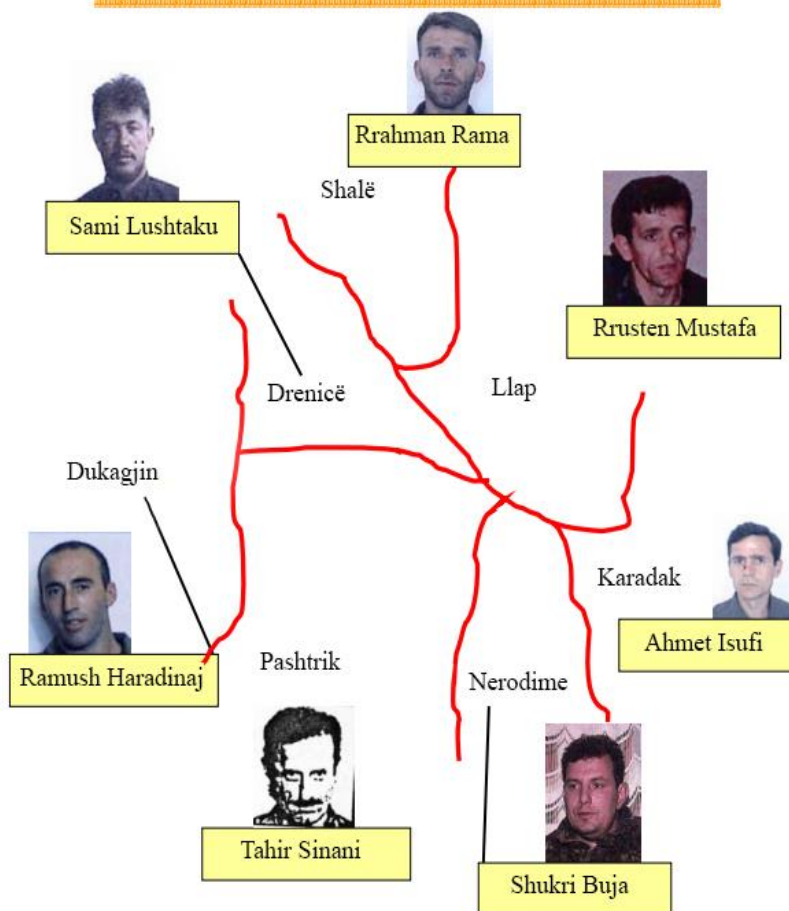 Rrahman Rama
Shalë
Sami Lushtaku
Rrusten Mustafa
Drenicë
Llap
Dukagjin
Karadak
Ahmet Isufi
Ramush Haradinaj
Pashtrik
Nerodime
Tahir Sinani
Shukri Buja